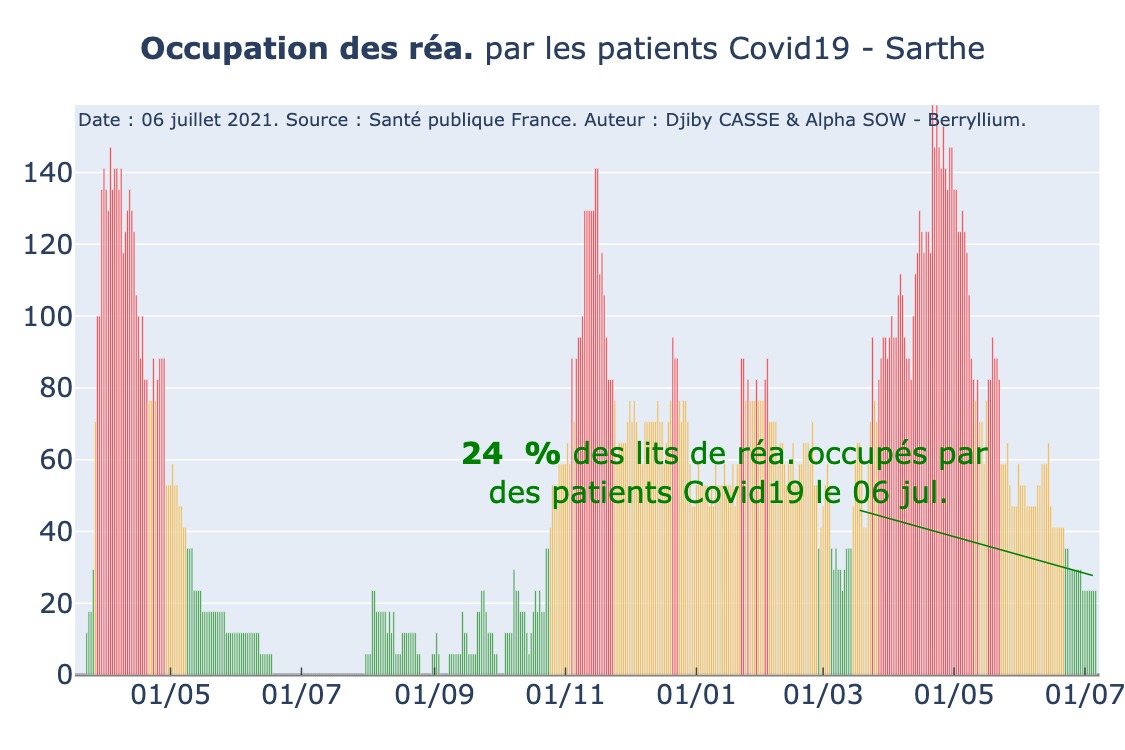 Occupation des réa. par les patients Covid19 - Sarthe
Date : 06 juillet 2021. Source : Santé publique France. Auteur : Djiby CASSE & Alpha SOW - Berryllium.
140
120
100
80
60
40
20
0
24 % des lits de réa. occupés par
des patients Covid19 le 06 jul.
01/05 01/07 01/09 01/11 01/01 01/03 01/05 01/07